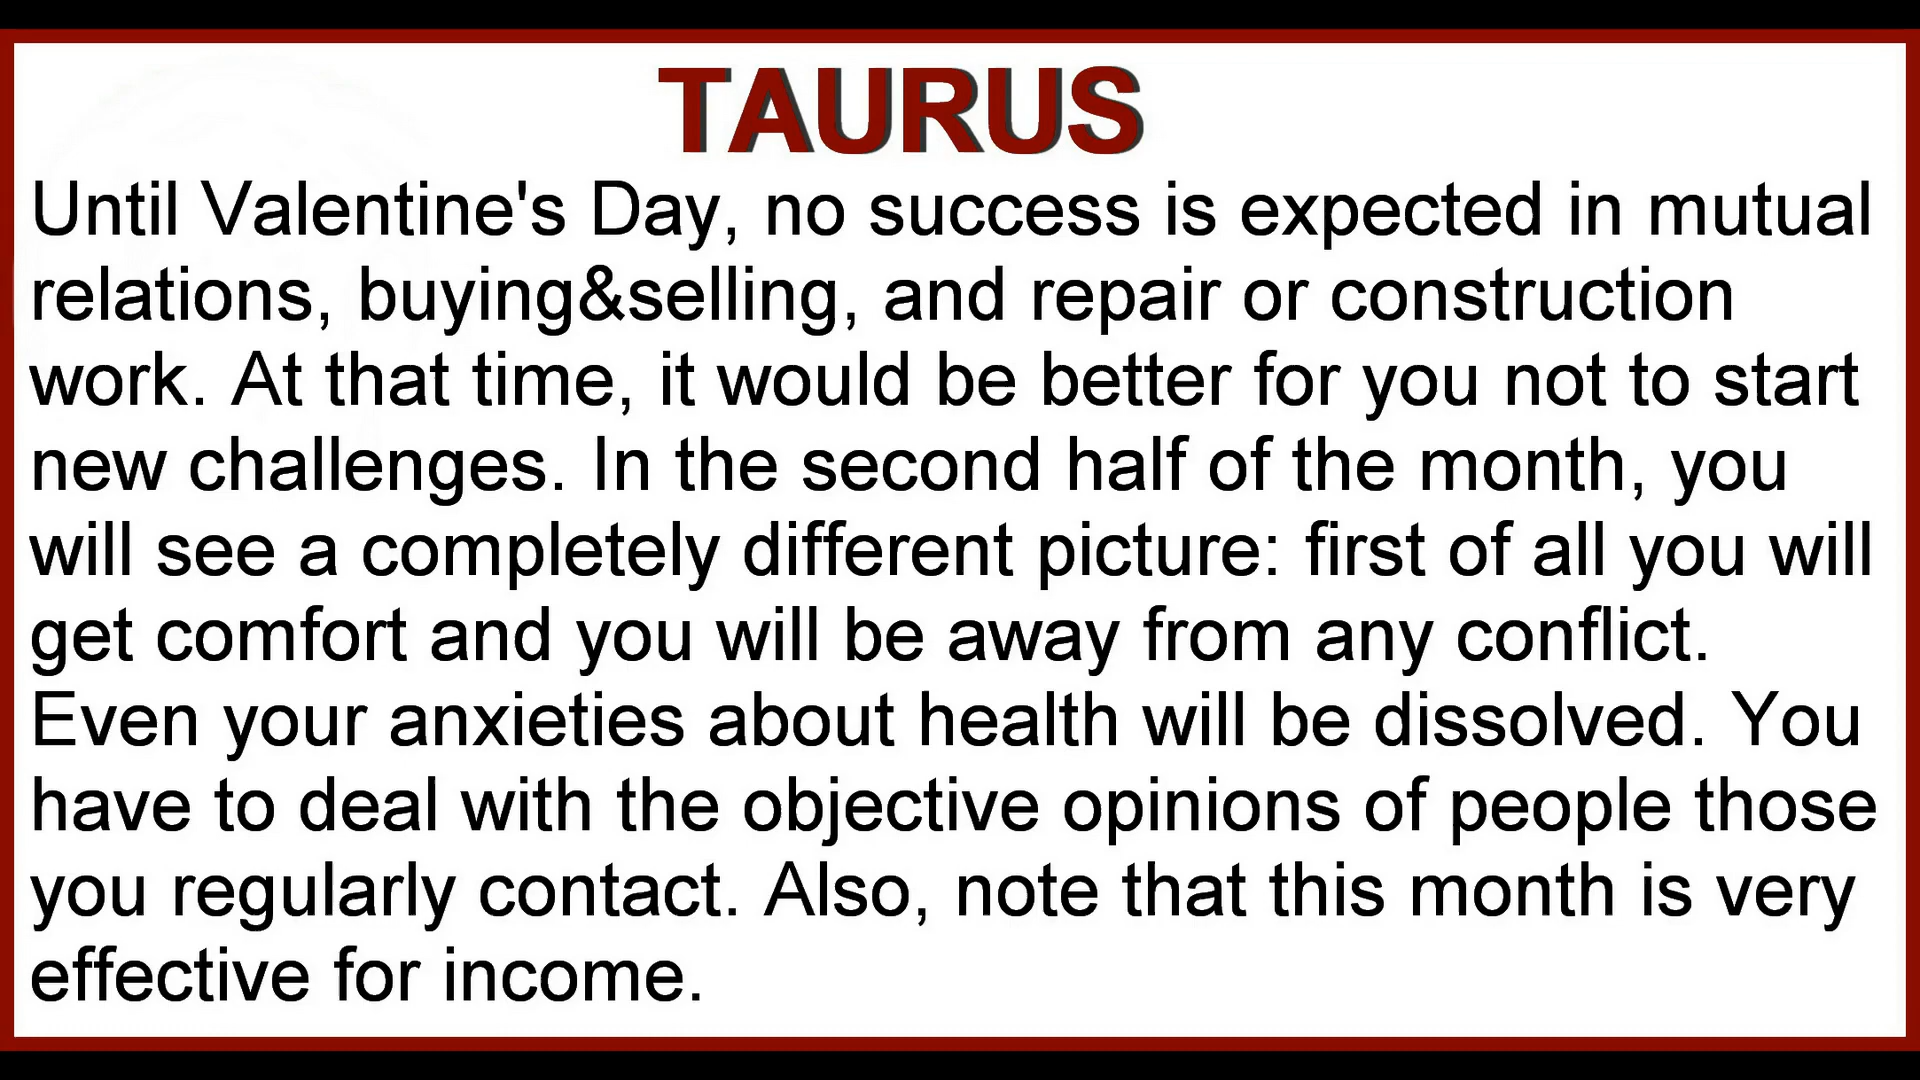 TAURUS
Until Valentine's Day, no success is expected in mutual
relations, buying&selling, and repair or construction
work. At that time, it would be better for you not to start
new challenges. In the second half of the month, you
will see a completely different picture: first of all you will
get comfort and you will be away from any conflict.
Even your anxieties about health will be dissolved. You
have to deal with the objective opinions of people those
you regularly contact. Also, note that this month is very
effective for income.